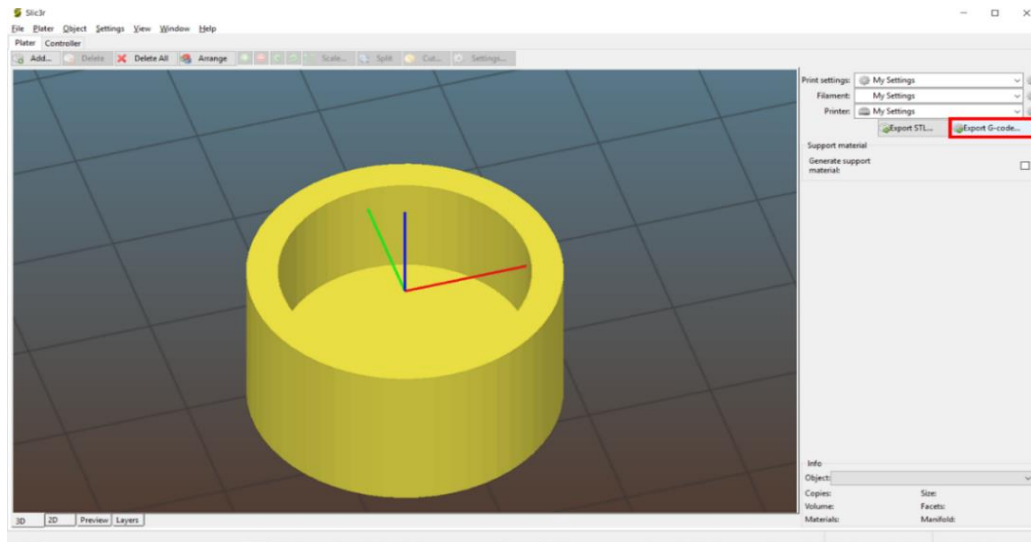 Slic3r
File Plater Object Settings View Window Help
Plater Controller
Add... Delete Delete All Arrange Scale... Split Cut... Settings...
Print settings: My Settings
Filament: My Settings
Printer: My Settings
Export STL... Export G-code...
Support material
Generate support
material:
Info
Object:
Copies: Size:
Volume: Facets:
Materials: Manifold:
3D 2D Preview Layers